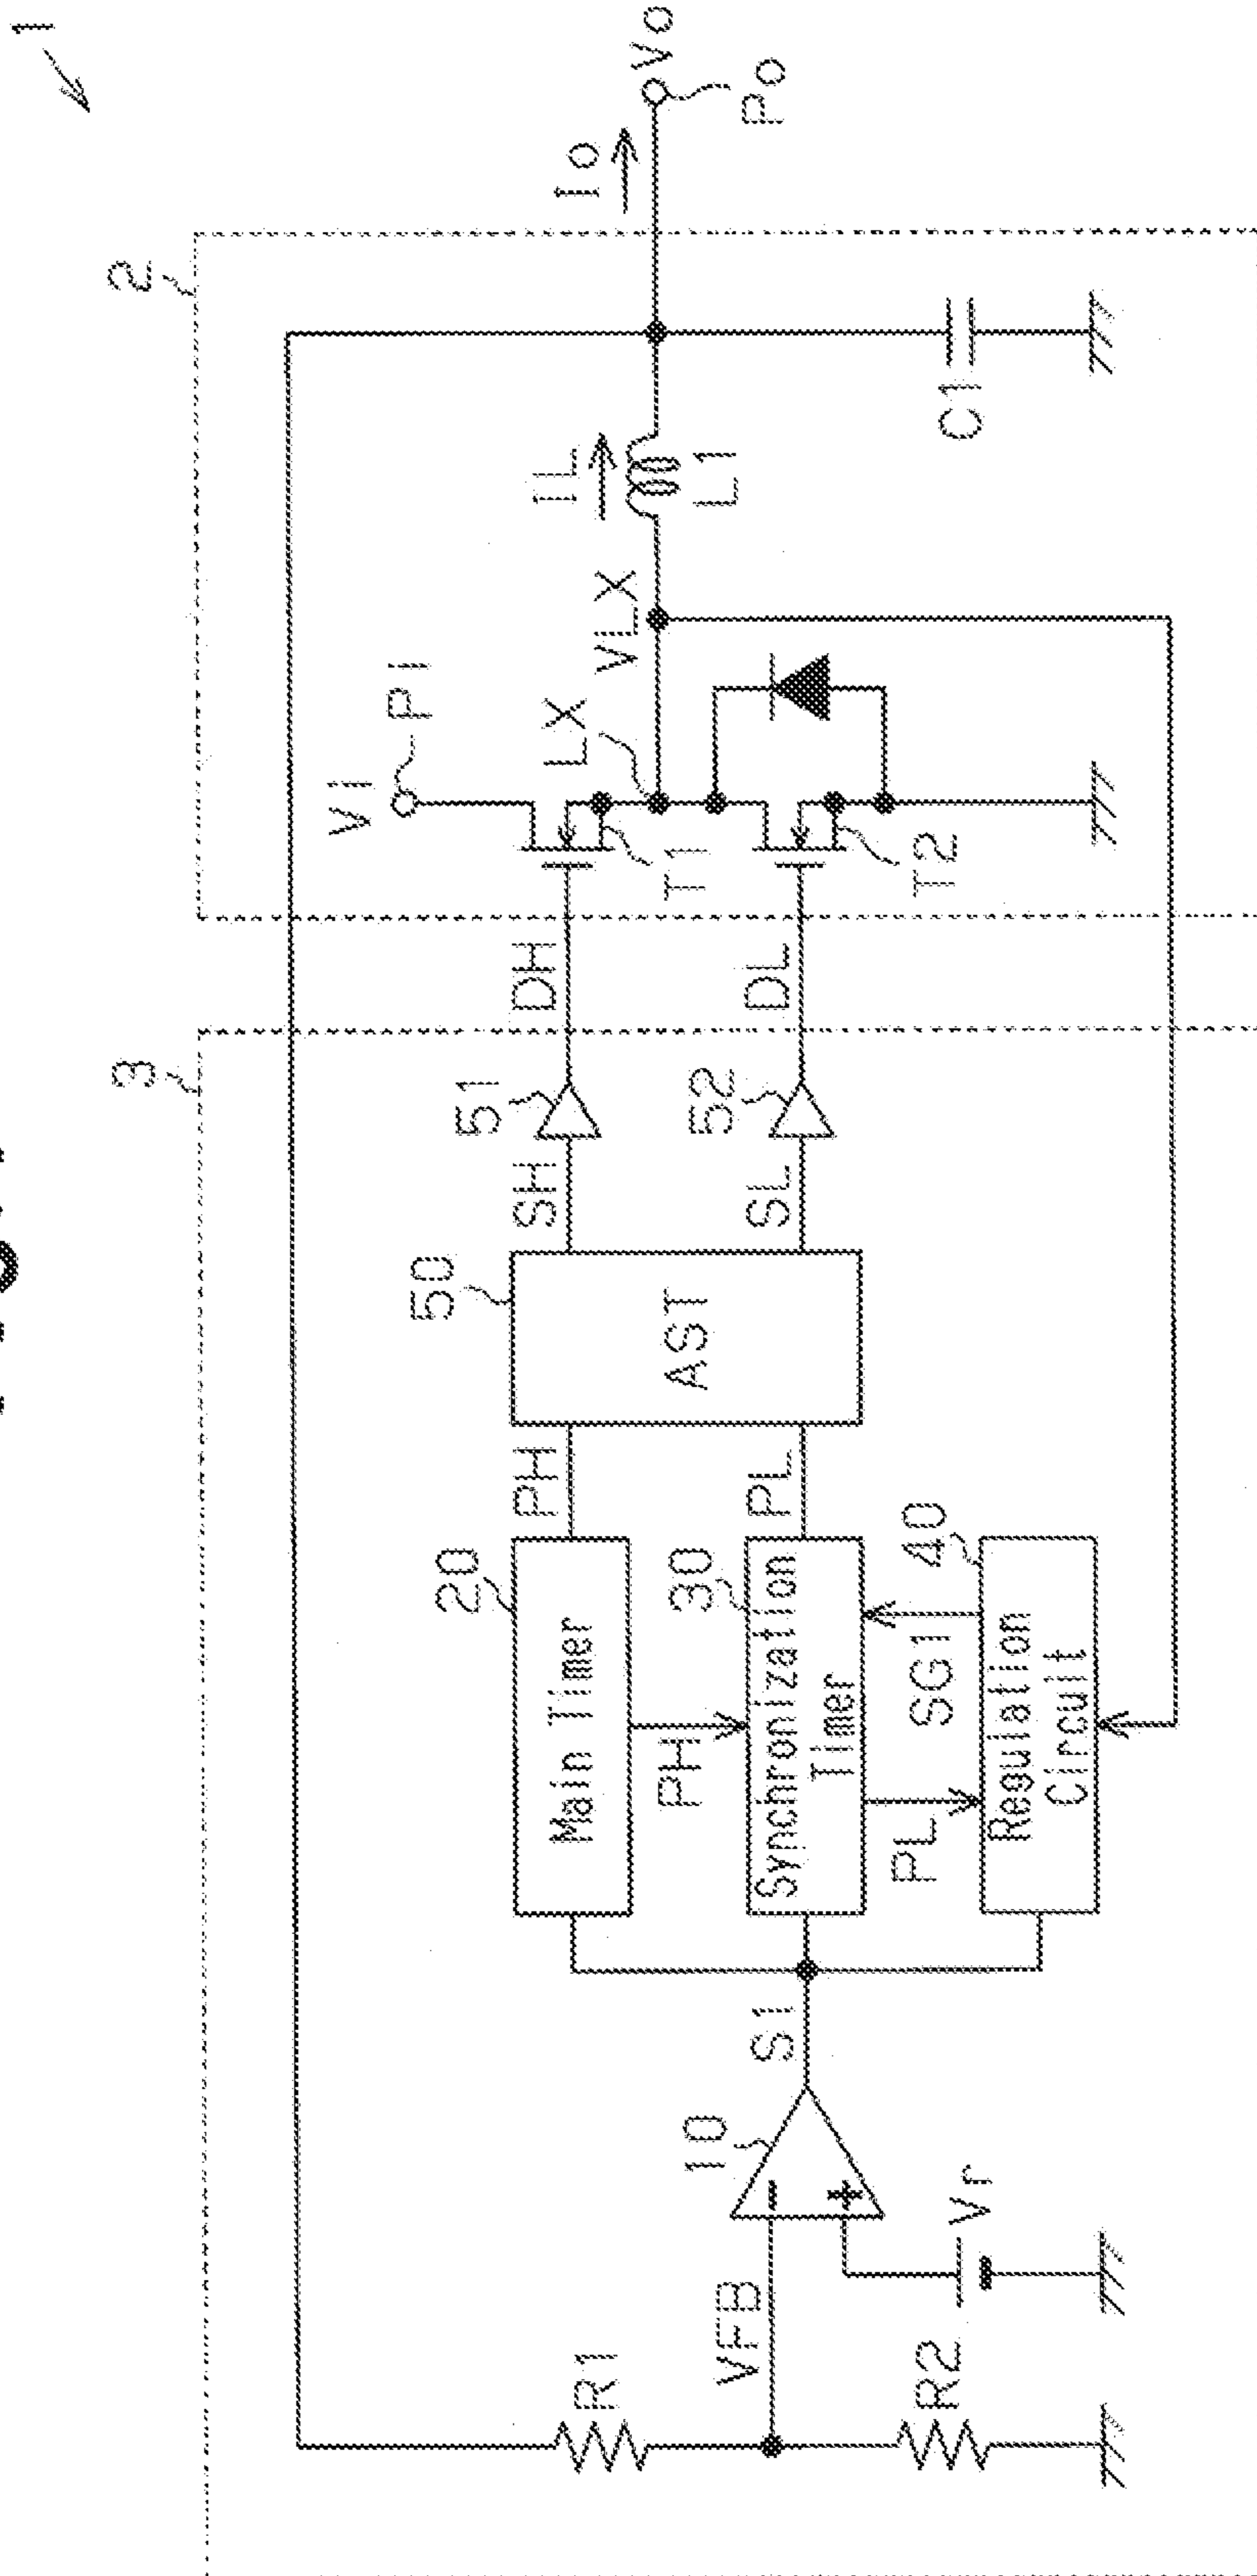 1
2
3
Vi
Pi
Io
Vo
Po
IL
L1
C1
VLX
LX
T1
T2
DH
DL
51
52
SH
SL
50
AST
PH
PL
20
Main Timer
PH
30
Synchronization
Timer
SG1
PL
40
Regulation
Circuit
S1
10
−
+
Vr
VFB
R1
R2